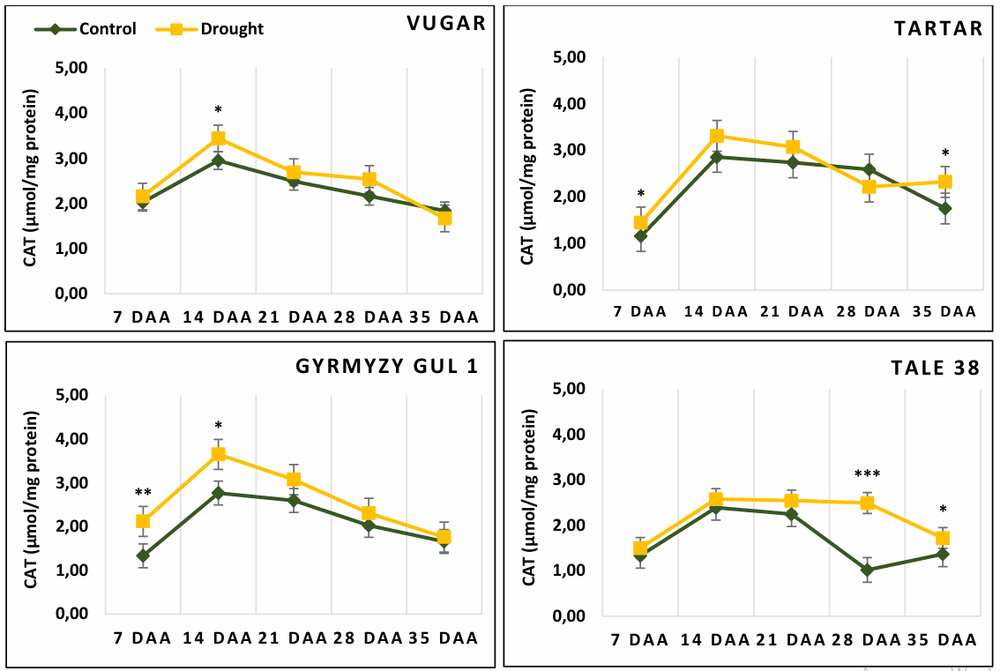 VUGAR
Control Drought
CAT (µmol/mg protein)
5,00
4,00
3,00
2,00
1,00
0,00
*
7 DAA 14 DAA 21 DAA 28 DAA 35 DAA
TARTAR
CAT (µmol/mg protein)
5,00
4,00
3,00
2,00
1,00
0,00
*
*
7 DAA 14 DAA 21 DAA 28 DAA 35 DAA
GYRMYZY GUL 1
CAT (µmol/mg protein)
5,00
4,00
3,00
2,00
1,00
0,00
**
*
7 DAA 14 DAA 21 DAA 28 DAA 35 DAA
TALE 38
CAT (µmol/mg protein)
5,00
4,00
3,00
2,00
1,00
0,00
***
*
7 DAA 14 DAA 21 DAA 28 DAA 35 DAA